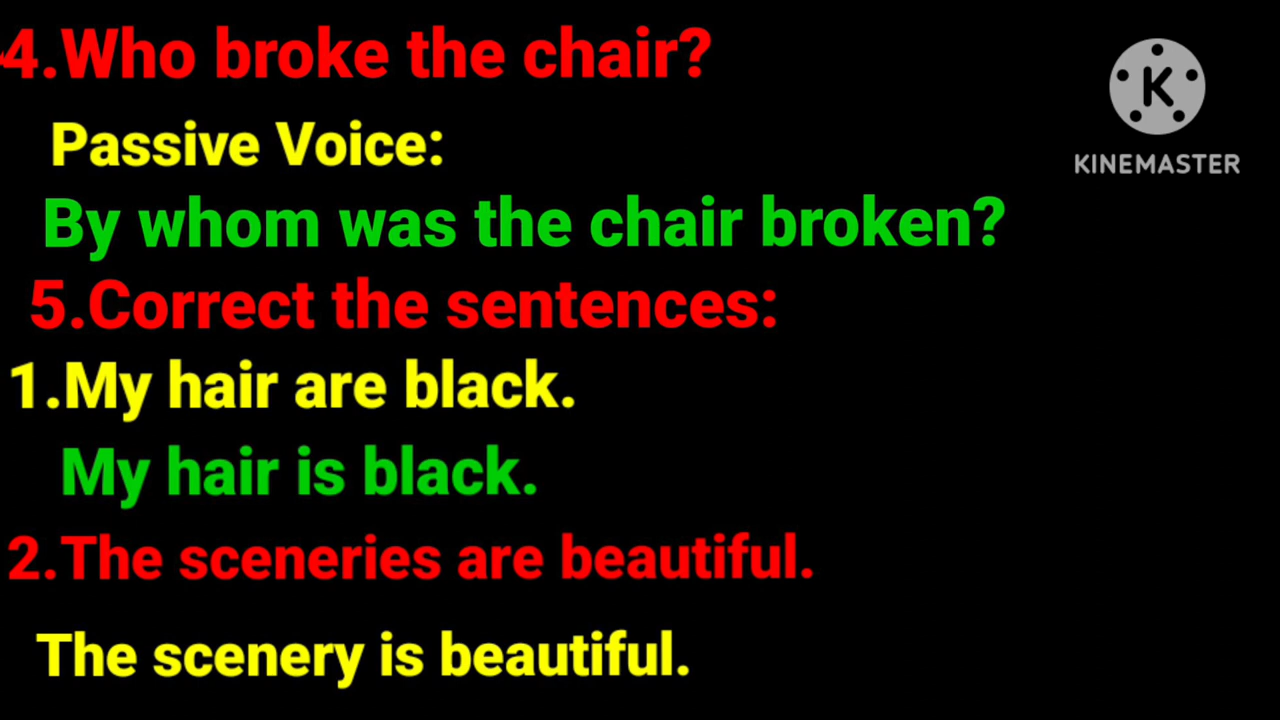 4.Who broke the chair?
Passive Voice:
By whom was the chair broken?
5.Correct the sentences:
1.My hair are black.
My hair is black.
2.The sceneries are beautiful.
The scenery is beautiful.
K
KINEMASTER